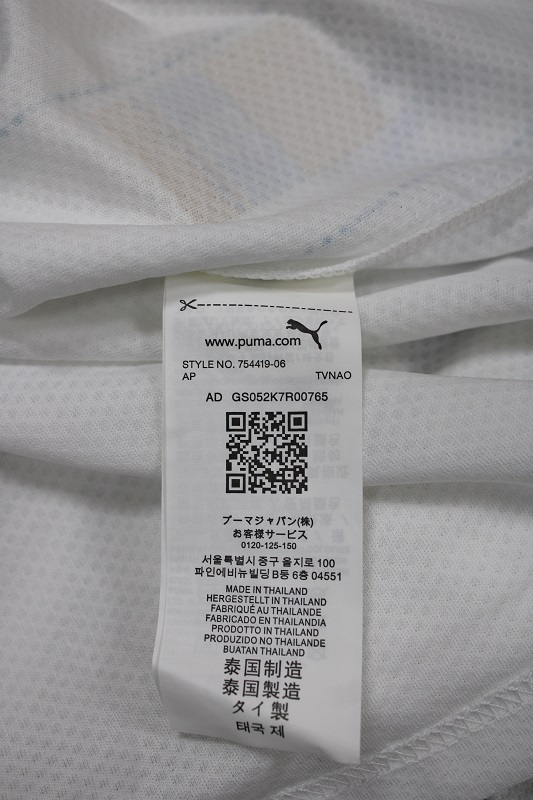 www.puma.com
STYLE NO. 754419-06
AP TVNAO
AD GS052K7R00765
プーマジャパン(株)
お客様サービス
0120-125-150
서울특별시 중구 을지로 100
파인에비뉴빌딩 B동 6층 04551
MADE IN THAILAND
HERGESTELLT IN THAILAND
FABRIQUÉ AU THAILANDE
FABRICADO EN THAILANDIA
PRODOTTO IN THAILANDIA
PRODUZIDO NO THAILANDE
BUATAN THAILAND
泰国制造
泰国製造
タイ製
태국 제